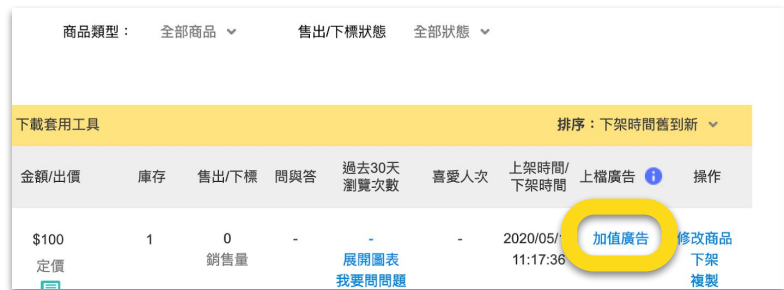 商品類型： 全部商品 售出/下標狀態 全部狀態
下載套用工具 排序：下架時間舊到新
金額/出價 庫存 售出/下標 問與答 過去30天 瀏覽次數 喜愛人次 上架時間/ 下架時間 上檔廣告 操作
$100 1 0 - - - 2020/05/ 加值廣告 修改商品
定價 銷售量 展開圖表 11:17:36 下架
我要問問題 複製